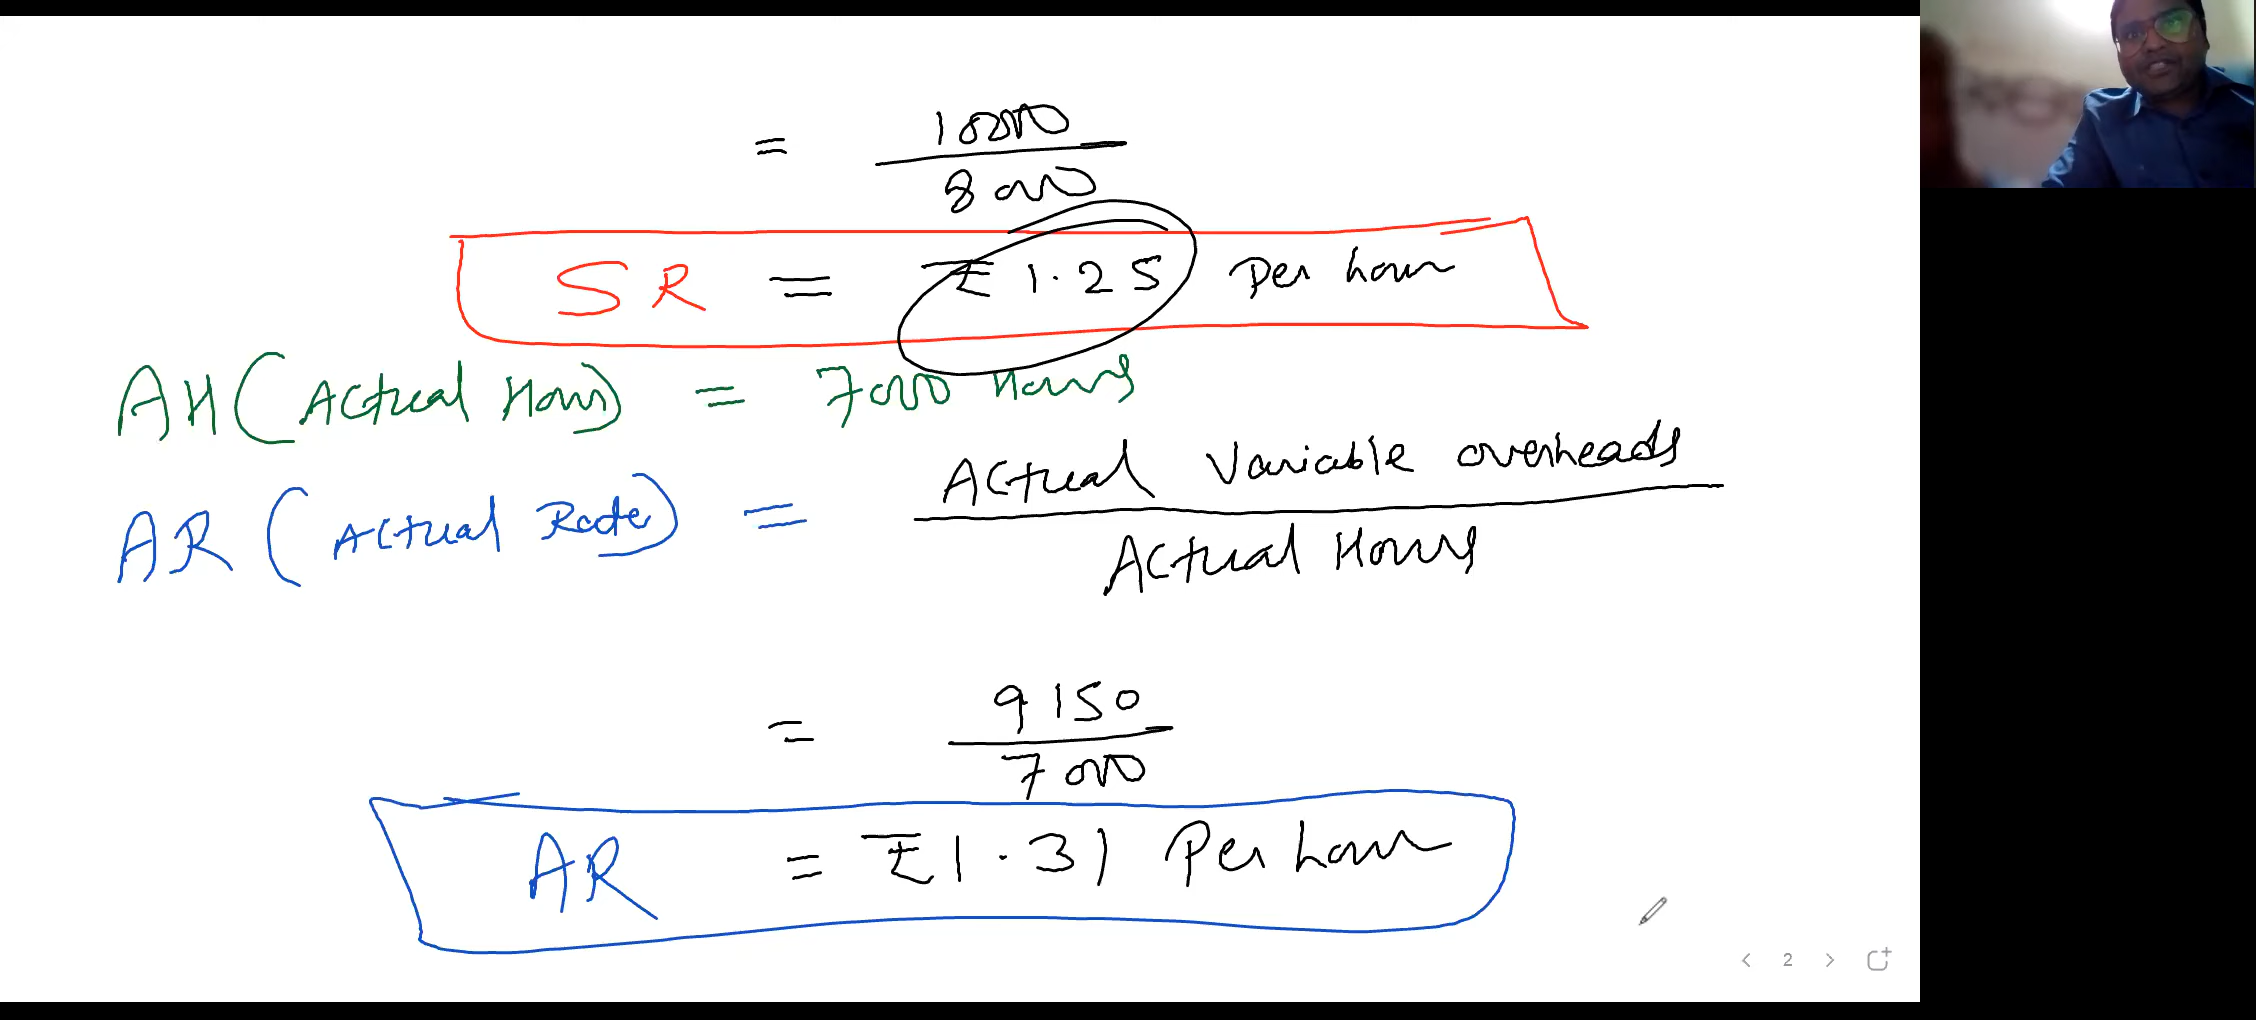 = 10000
8000
SR = ₹ 1.25 Per hour
AH (Actual Hours) = 7000 Hours
AR (Actual Rate) = Actual Variable overheads
Actual Hours
= 9150
7000
AR = ₹1.31 Per hour
2